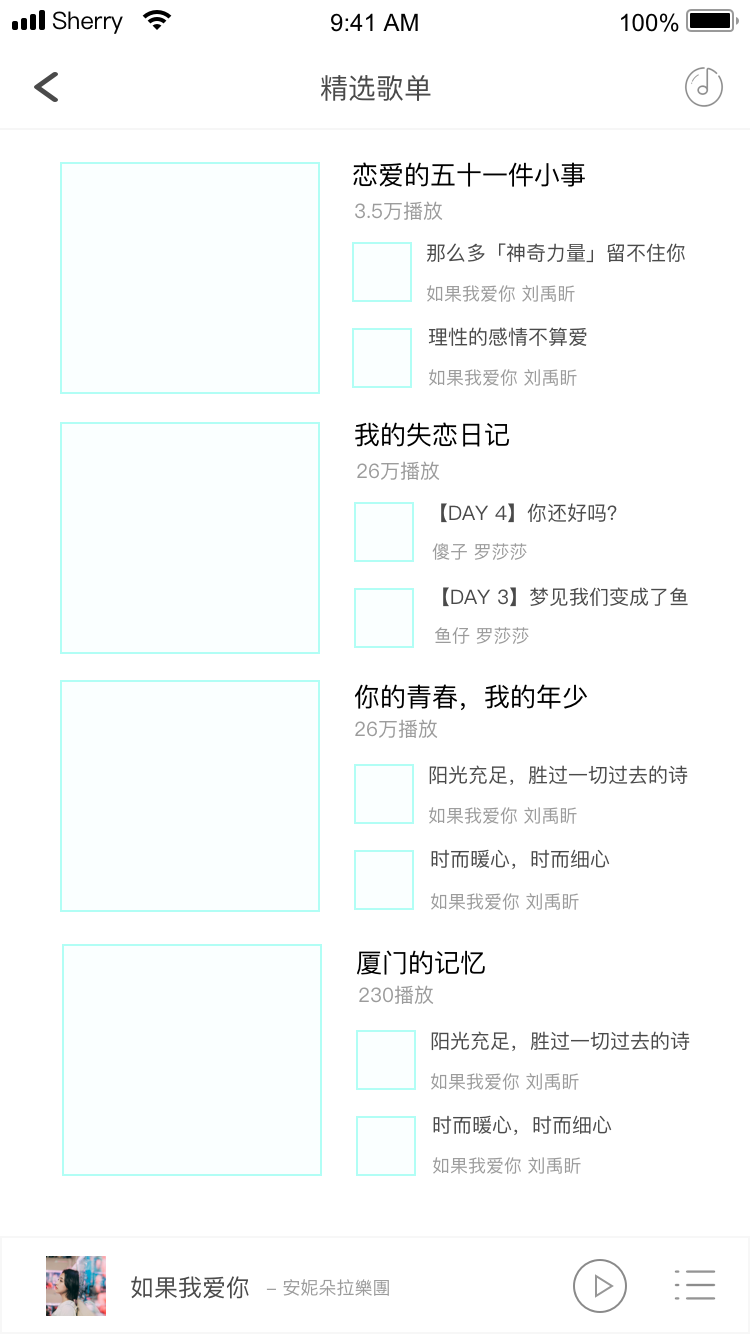 Sherry 9:41 AM 100%
精选歌单
恋爱的五十一件小事
3.5万播放
那么多「神奇力量」留不住你
如果我爱你 刘禹昕
理性的感情不算爱
如果我爱你 刘禹昕
我的失恋日记
26万播放
【DAY 4】你还好吗?
傻子 罗莎莎
【DAY 3】梦见我们变成了鱼
鱼仔 罗莎莎
你的青春，我的年少
26万播放
阳光充足，胜过一切过去的诗
如果我爱你 刘禹昕
时而暖心，时而细心
如果我爱你 刘禹昕
厦门的记忆
230播放
阳光充足，胜过一切过去的诗
如果我爱你 刘禹昕
时而暖心，时而细心
如果我爱你 刘禹昕
如果我爱你 – 安妮朵拉樂團